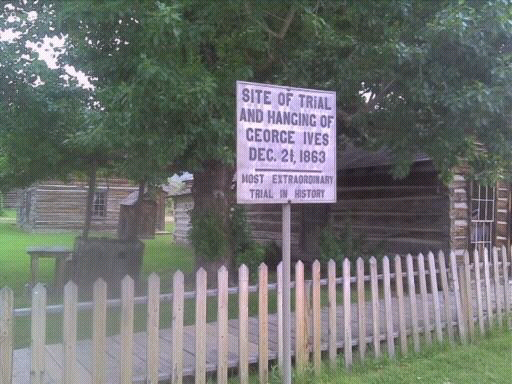 SITE OF TRIAL
AND HANGING OF
GEORGE IVES
DEC. 21, 1863
MOST EXTRAORDINARY
TRIAL IN HISTORY